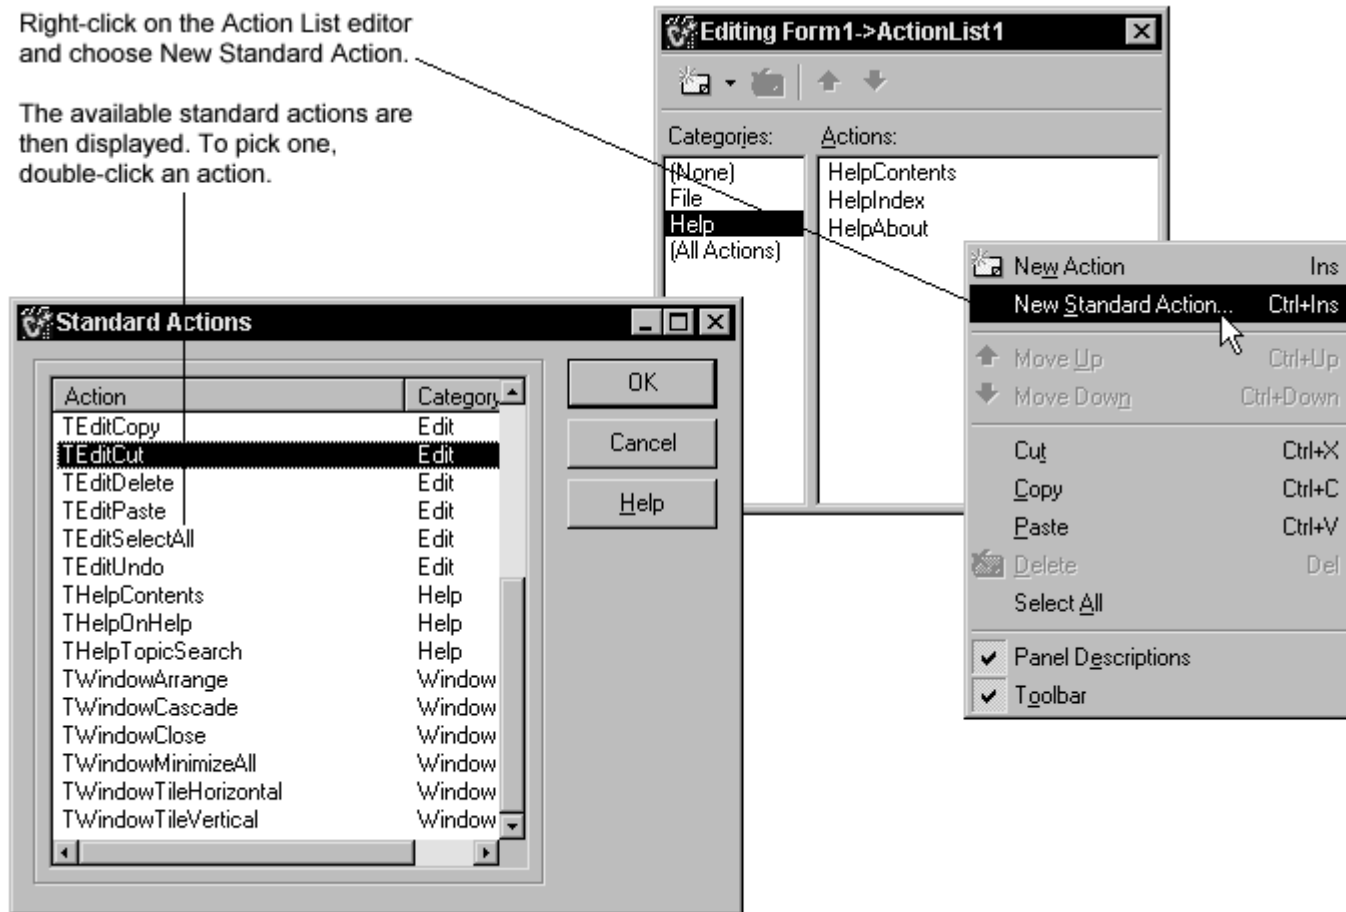 Right-click on the Action List editor
and choose New Standard Action.
The available standard actions are
then displayed. To pick one,
double-click an action.
Editing Form1->ActionList1
Categories:
Actions:
(None)
File
Help
(All Actions)
HelpContents
HelpIndex
HelpAbout
New Action Ins
New Standard Action... Ctrl+Ins
Move Up Ctrl+Up
Move Down Ctrl+Down
Cut Ctrl+X
Copy Ctrl+C
Paste Ctrl+V
Delete Del
Select All
Panel Descriptions
Toolbar
Standard Actions
Action Category
TEditCopy Edit
TEditCut Edit
TEditDelete Edit
TEditPaste Edit
TEditSelectAll Edit
TEditUndo Edit
THelpContents Help
THelpOnHelp Help
THelpTopicSearch Help
TWindowArrange Window
TWindowCascade Window
TWindowClose Window
TWindowMinimizeAll Window
TWindowTileHorizontal Window
TWindowTileVertical Window
OK
Cancel
Help